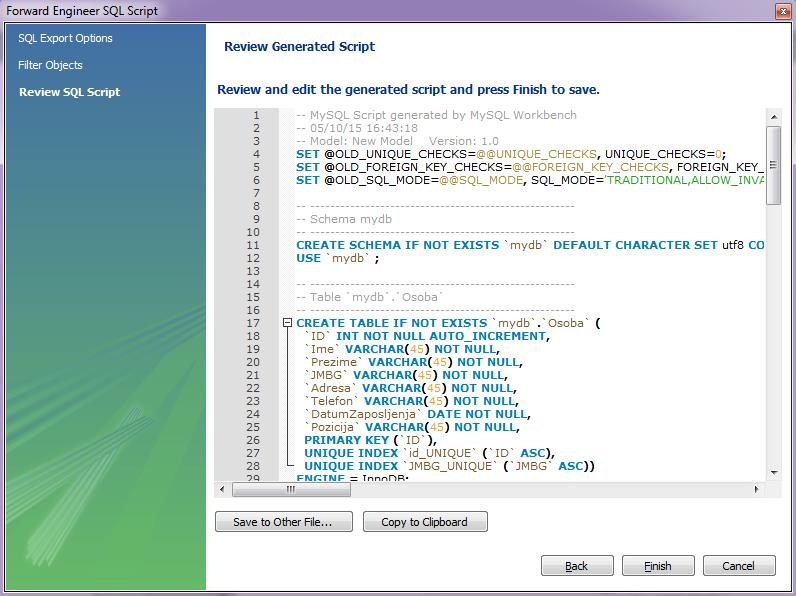 Forward Engineer SQL Script
SQL Export Options
Filter Objects
Review SQL Script
Review Generated Script
Review and edit the generated script and press Finish to save.
1 -- MySQL Script generated by MySQL Workbench
2 -- 05/10/15 16:43:18
3 -- Model: New Model    Version: 1.0
4 SET @OLD_UNIQUE_CHECKS=@@UNIQUE_CHECKS, UNIQUE_CHECKS=0;
5 SET @OLD_FOREIGN_KEY_CHECKS=@@FOREIGN_KEY_CHECKS, FOREIGN_KEY_
6 SET @OLD_SQL_MODE=@@SQL_MODE, SQL_MODE='TRADITIONAL,ALLOW_INVA
7
8 -- -----------------------------------------------------
9 -- Schema mydb
10 -- -----------------------------------------------------
11 CREATE SCHEMA IF NOT EXISTS `mydb` DEFAULT CHARACTER SET utf8 CO
12 USE `mydb` ;
13
14 -- -----------------------------------------------------
15 -- Table `mydb`.`Osoba`
16 -- -----------------------------------------------------
17 CREATE TABLE IF NOT EXISTS `mydb`.`Osoba` (
18 `ID` INT NOT NULL AUTO_INCREMENT,
19 `Ime` VARCHAR(45) NOT NULL,
20 `Prezime` VARCHAR(45) NOT NULL,
21 `JMBG` VARCHAR(45) NOT NULL,
22 `Adresa` VARCHAR(45) NOT NULL,
23 `Telefon` VARCHAR(45) NOT NULL,
24 `DatumZaposljenja` DATE NOT NULL,
25 `Pozicija` VARCHAR(45) NOT NULL,
26 PRIMARY KEY (`ID`),
27 UNIQUE INDEX `id_UNIQUE` (`ID` ASC),
28 UNIQUE INDEX `JMBG_UNIQUE` (`JMBG` ASC))
29 ENGINE = InnoDB;
Save to Other File...
Copy to Clipboard
Back
Finish
Cancel